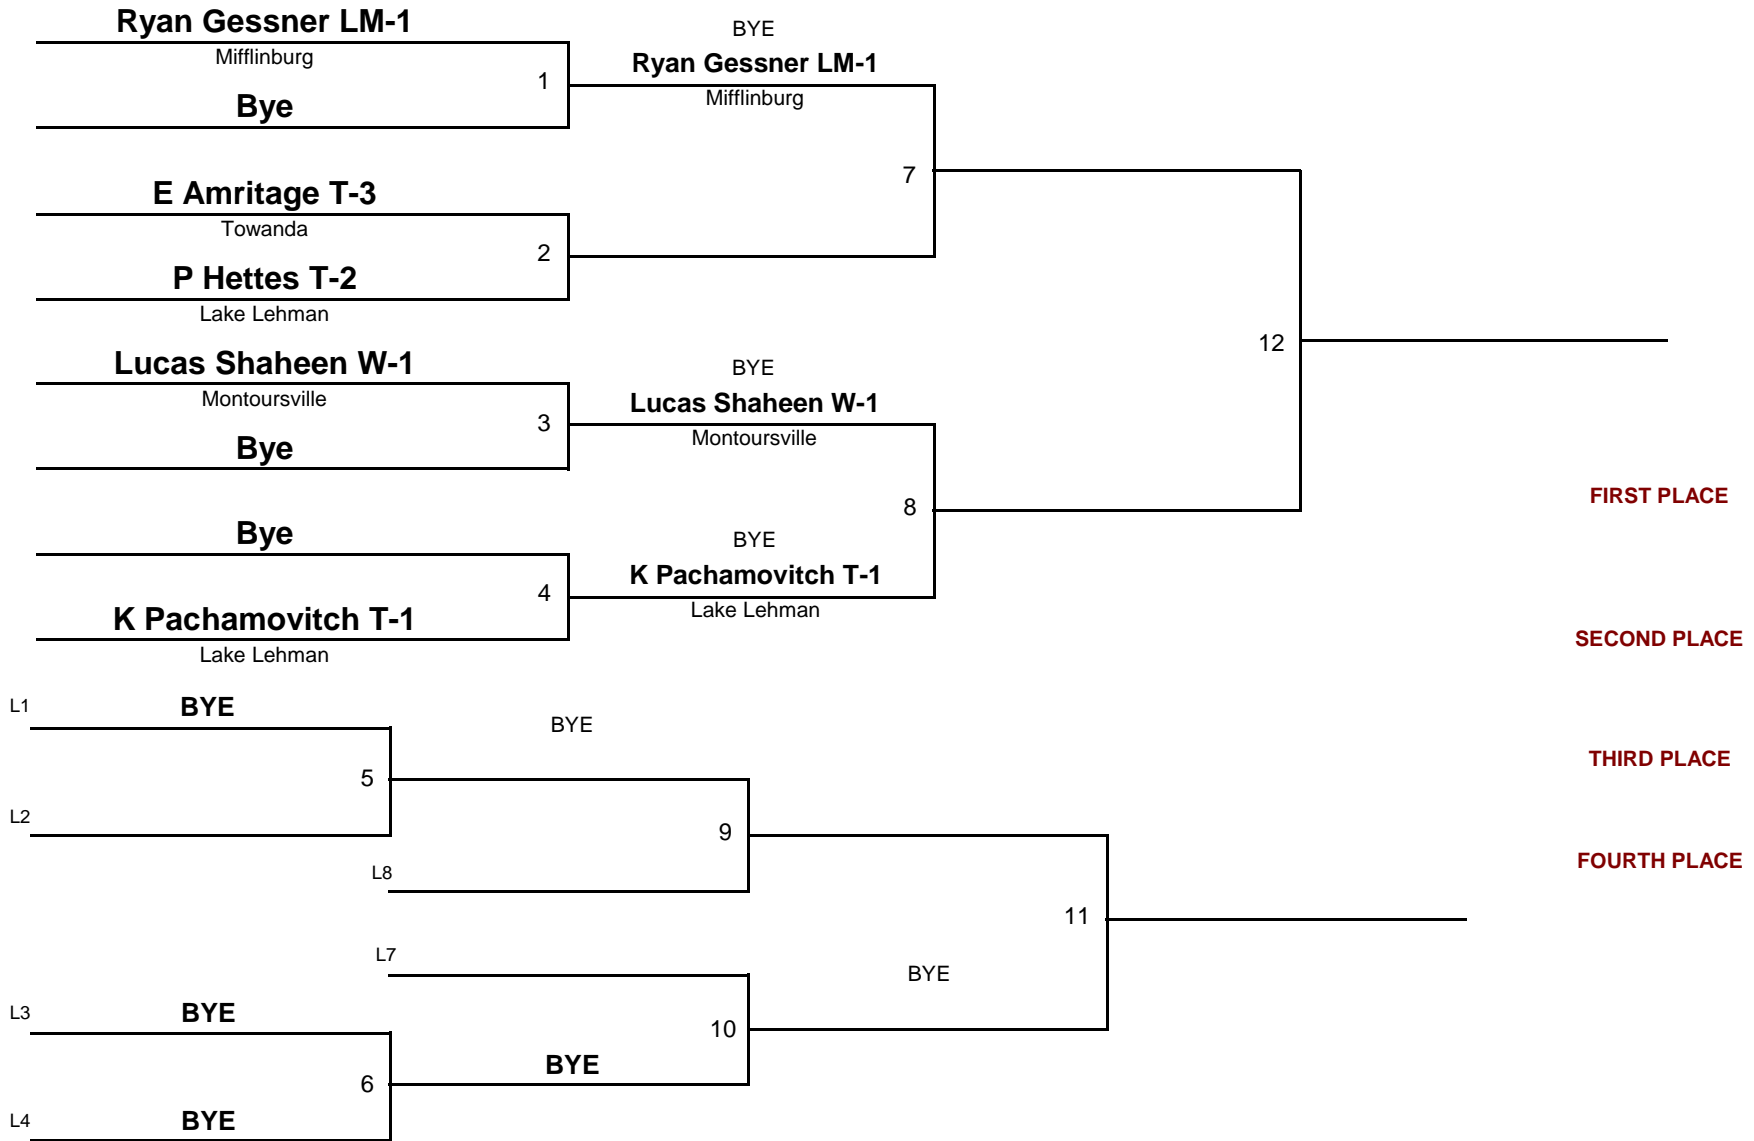 Ryan Gessner LM-1
Mifflinburg
1
Bye
BYE
Ryan Gessner LM-1
Mifflinburg
7
E Amritage T-3
Towanda
2
P Hettes T-2
Lake Lehman
12
Lucas Shaheen W-1
Montoursville
3
Bye
BYE
Lucas Shaheen W-1
Montoursville
8
Bye
4
K Pachamovitch T-1
Lake Lehman
BYE
K Pachamovitch T-1
Lake Lehman
FIRST PLACE
SECOND PLACE
THIRD PLACE
FOURTH PLACE
L1
BYE
5
L2
BYE
9
L8
11
L7
BYE
10
L3
BYE
6
BYE
L4
BYE